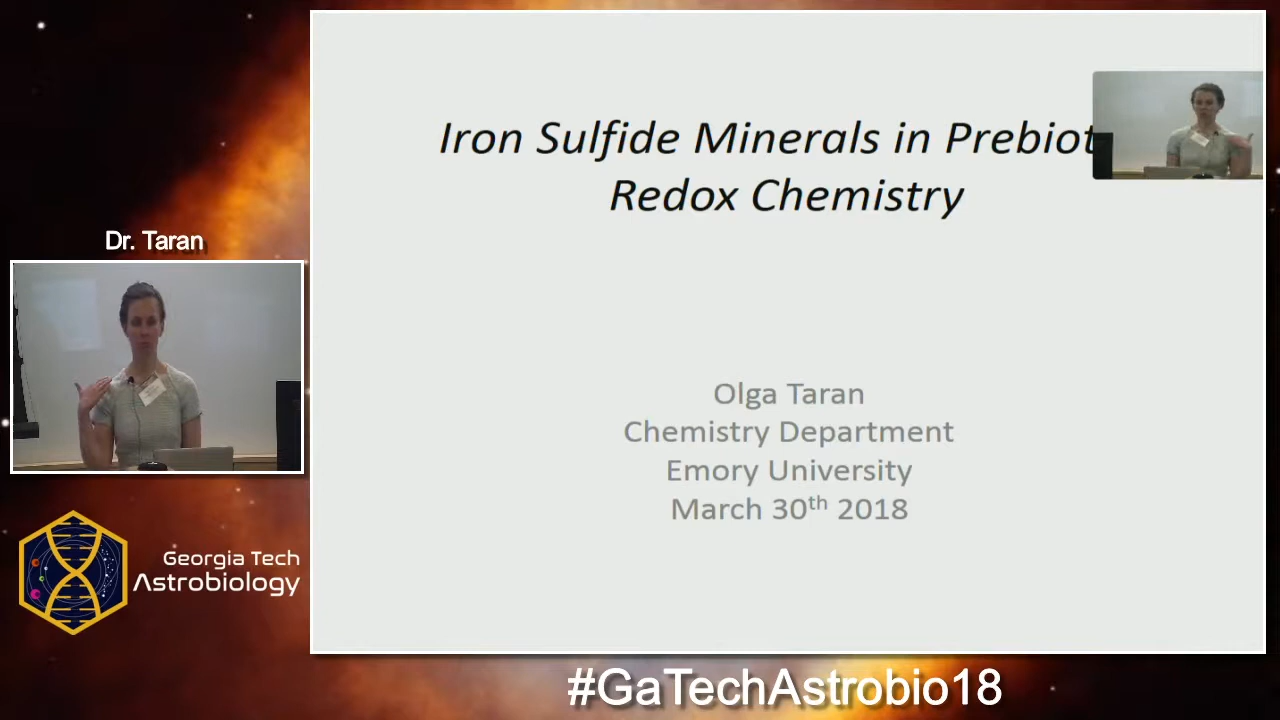 Iron Sulfide Minerals in Prebiot
Redox Chemistry
Dr. Taran
Olga Taran
Chemistry Department
Emory University
March 30th 2018
Georgia Tech
Astrobiology
#GaTechAstrobio18